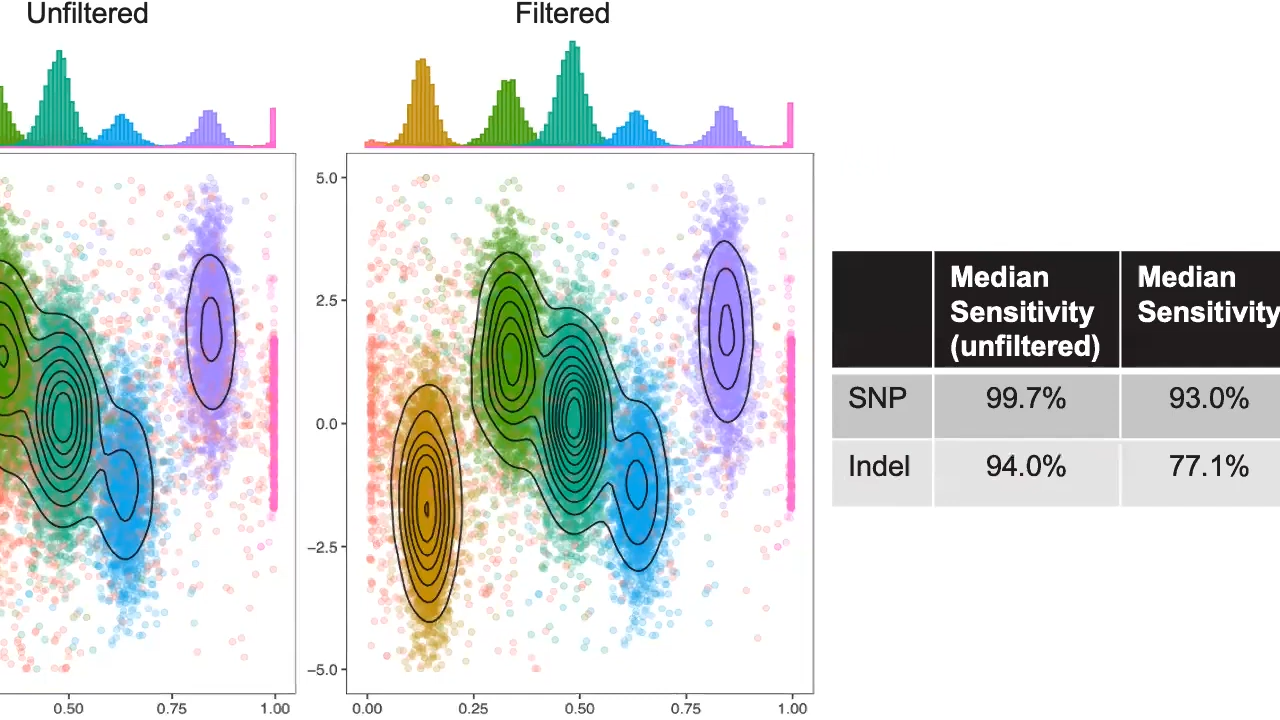 Unfiltered
Filtered
5.0
2.5
0.0
−2.5
−5.0
0.50 0.75 1.00
0.00 0.25 0.50 0.75 1.00
Median Sensitivity (unfiltered)
Median Sensitivity
SNP 99.7% 93.0%
Indel 94.0% 77.1%